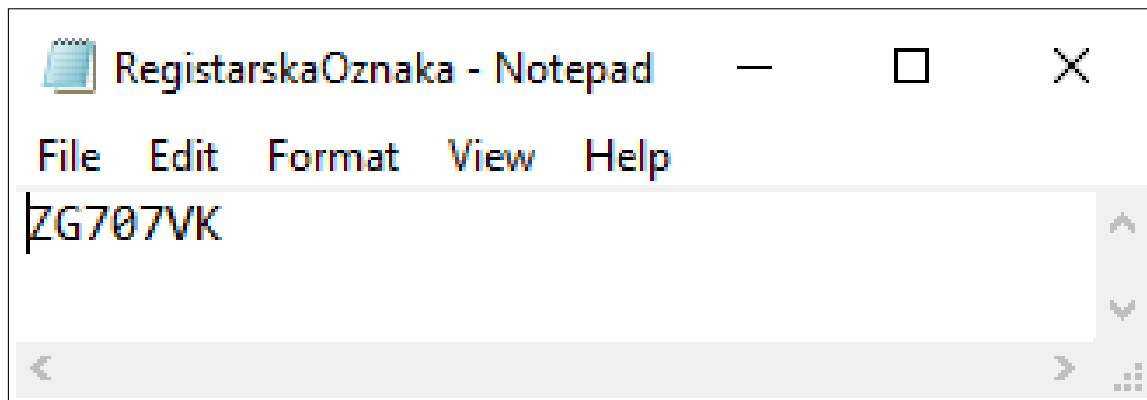 RegistarskaOznaka - Notepad
File Edit Format View Help
ZG707VK